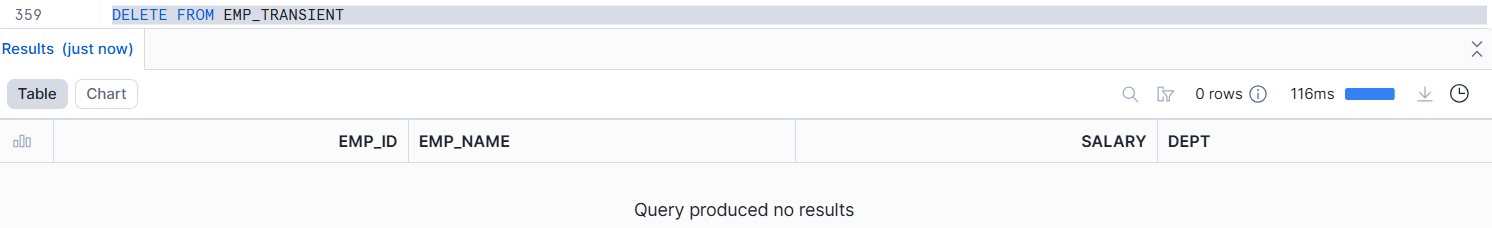 359 DELETE FROM EMP_TRANSIENT
Results (just now)
Table Chart 0 rows 116ms
EMP_ID EMP_NAME SALARY DEPT
Query produced no results